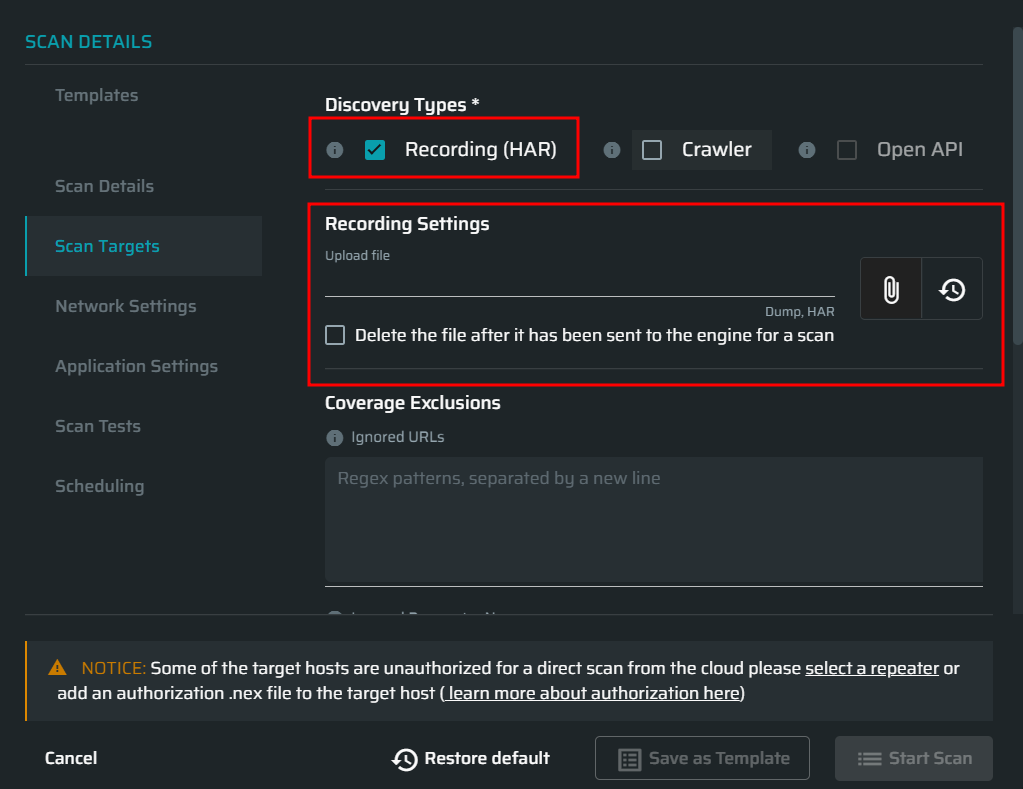 SCAN DETAILS
Templates
Scan Details
Scan Targets
Network Settings
Application Settings
Scan Tests
Scheduling
Discovery Types *
Recording (HAR)
Crawler
Open API
Recording Settings
Upload file
Dump, HAR
Delete the file after it has been sent to the engine for a scan
Coverage Exclusions
Ignored URLs
Regex patterns, separated by a new line
NOTICE: Some of the target hosts are unauthorized for a direct scan from the cloud please select a repeater or
add an authorization .nex file to the target host ( learn more about authorization here)
Cancel
Restore default
Save as Template
Start Scan